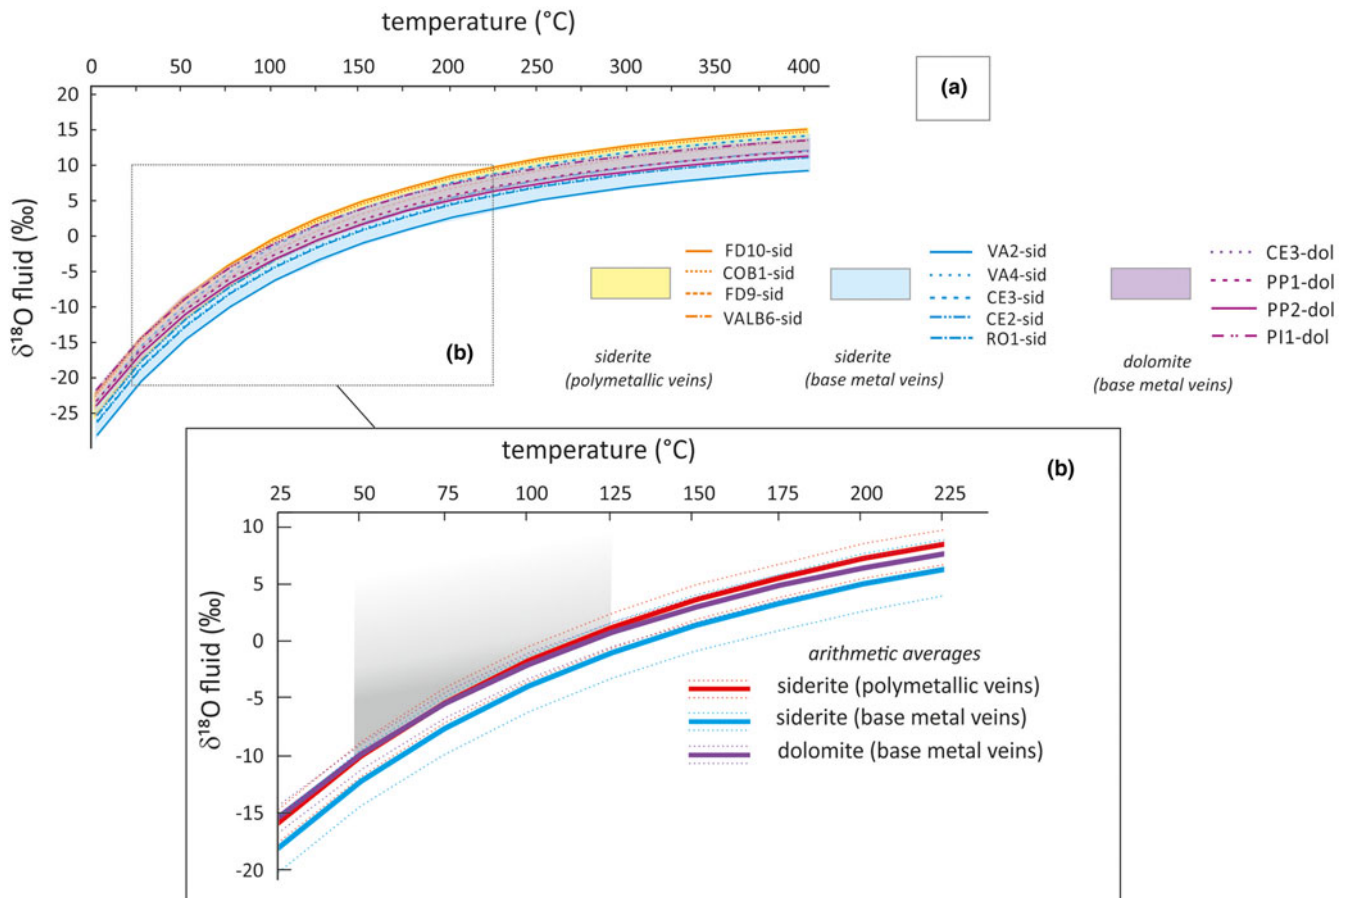 temperature (°C)
0 50 100 150 200 250 300 350 400
(a)
20
15
10
5
0
-5
-10
-15
-20
-25
δ¹⁸O fluid (‰)
(b)
FD10-sid
COB1-sid
FD9-sid
VALB6-sid
siderite
(polymetallic veins)
VA2-sid
VA4-sid
CE3-sid
CE2-sid
RO1-sid
siderite
(base metal veins)
CE3-dol
PP1-dol
PP2-dol
PI1-dol
dolomite
(base metal veins)
temperature (°C)
(b)
25 50 75 100 125 150 175 200 225
10
5
0
-5
-10
-15
-20
δ¹⁸O fluid (‰)
arithmetic averages
siderite (polymetallic veins)
siderite (base metal veins)
dolomite (base metal veins)